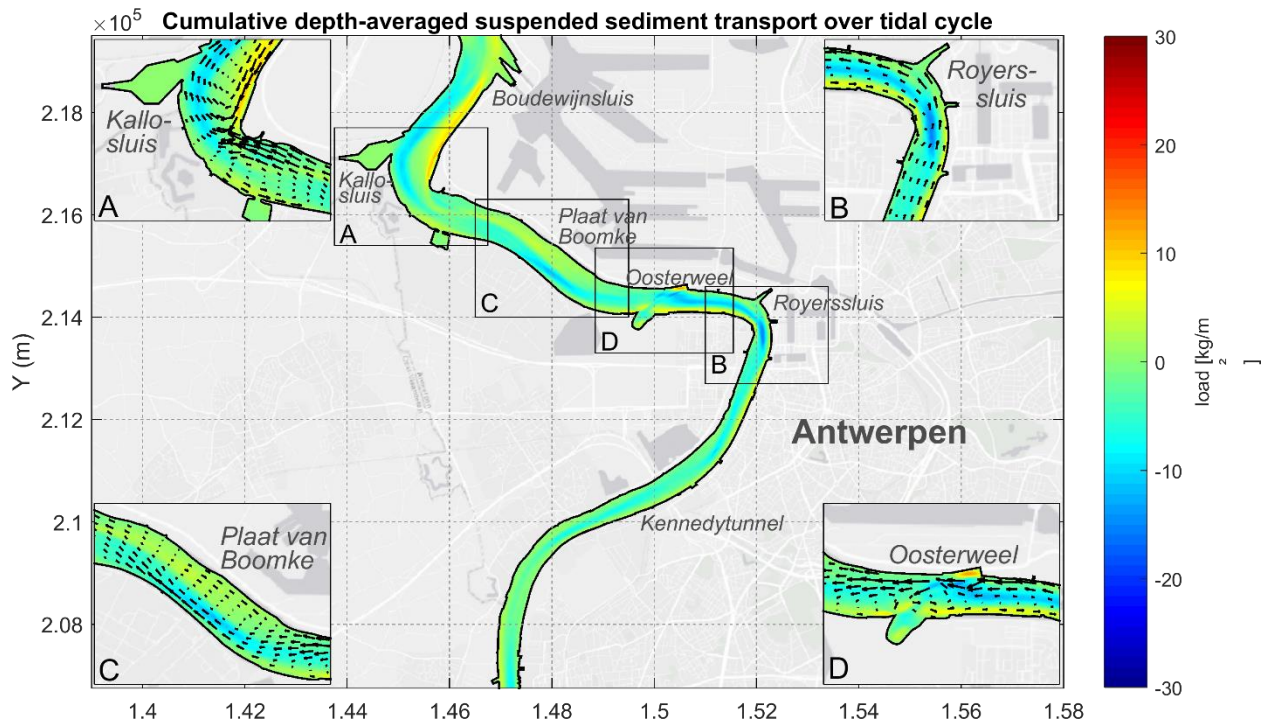 Cumulative depth-averaged suspended sediment transport over tidal cycle
×10⁵
2.18
2.16
2.14
2.12
2.1
2.08
Y (m)
1.4
1.42
1.44
1.46
1.48
1.5
1.52
1.54
1.56
1.58
Kallo-
sluis
A
Boudewijnsluis
Kallo-
sluis
A
Plaat van
Boomke
C
Oosterweel
D
Royerssluis
B
Antwerpen
Kennedytunnel
Royers-
sluis
B
Plaat van
Boomke
C
Oosterweel
D
30
20
10
0
-10
-20
-30
load [kg/m²]